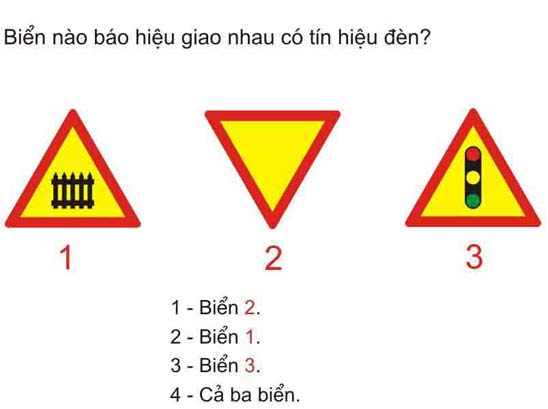 Biển nào báo hiệu giao nhau có tín hiệu đèn?
1 2 3
1 - Biển 2.
2 - Biển 1.
3 - Biển 3.
4 - Cả ba biển.